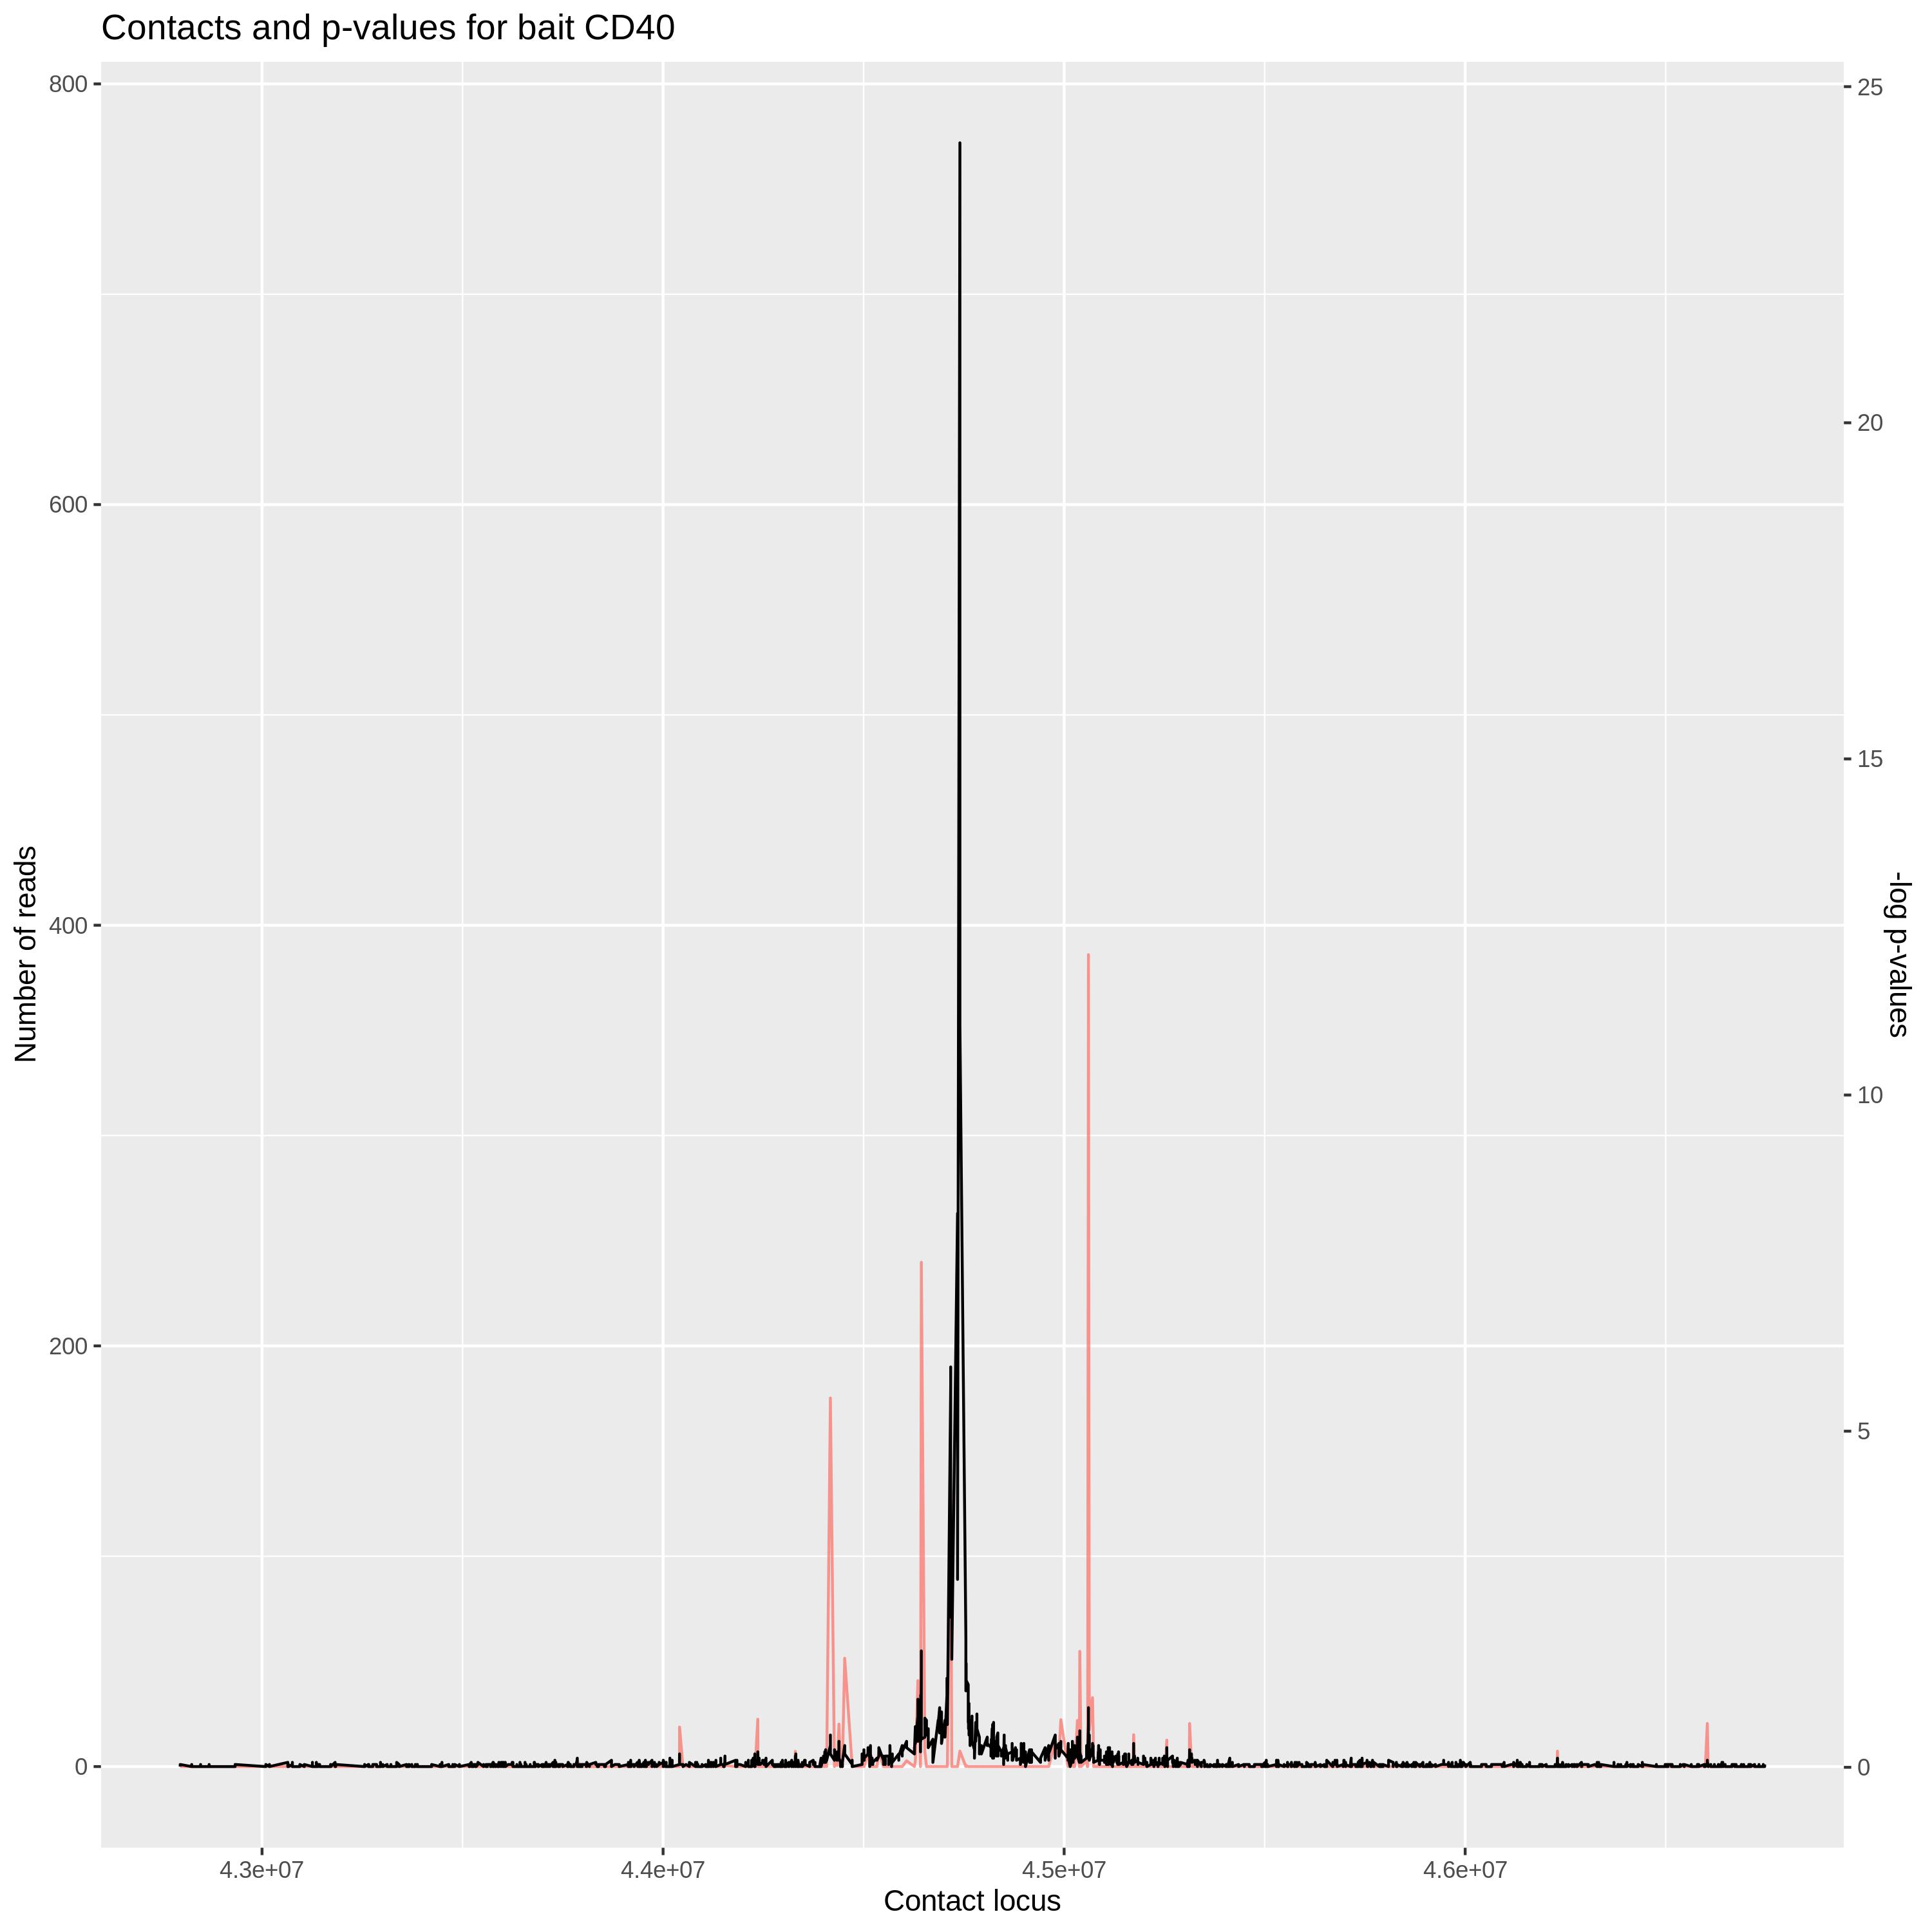 Contacts and p-values for bait CD40
800
600
400
200
0
Number of reads
25
20
15
10
5
0
-log p-values
4.3e+07
4.4e+07
4.5e+07
4.6e+07
Contact locus